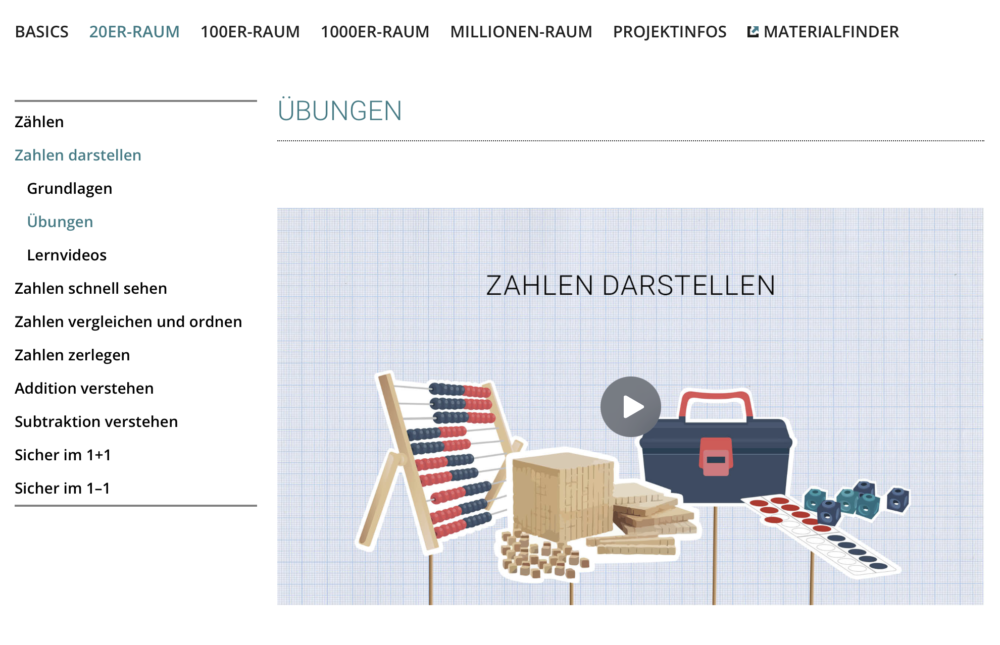 BASICS 20ER-RAUM 100ER-RAUM 1000ER-RAUM MILLIONEN-RAUM PROJEKTINFOS MATERIALFINDER
Zählen
Zahlen darstellen
Grundlagen
Übungen
Lernvideos
Zahlen schnell sehen
Zahlen vergleichen und ordnen
Zahlen zerlegen
Addition verstehen
Subtraktion verstehen
Sicher im 1+1
Sicher im 1–1
ÜBUNGEN
ZAHLEN DARSTELLEN